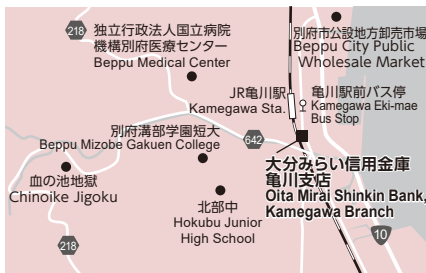 218
独立行政法人国立病院
機構別府医療センター
Beppu Medical Center
別府市公設地方卸売市場
Beppu City Public
Wholesale Market
JR亀川駅
Kamegawa Sta.
亀川駅前バス停
Kamegawa Eki-mae
Bus Stop
別府溝部学園短大
Beppu Mizobe Gakuen College
642
血の池地獄
Chinoike Jigoku
大分みらい信用金庫
亀川支店
Oita Mirai Shinkin Bank,
Kamegawa Branch
北部中
Hokubu Junior
High School
218
10